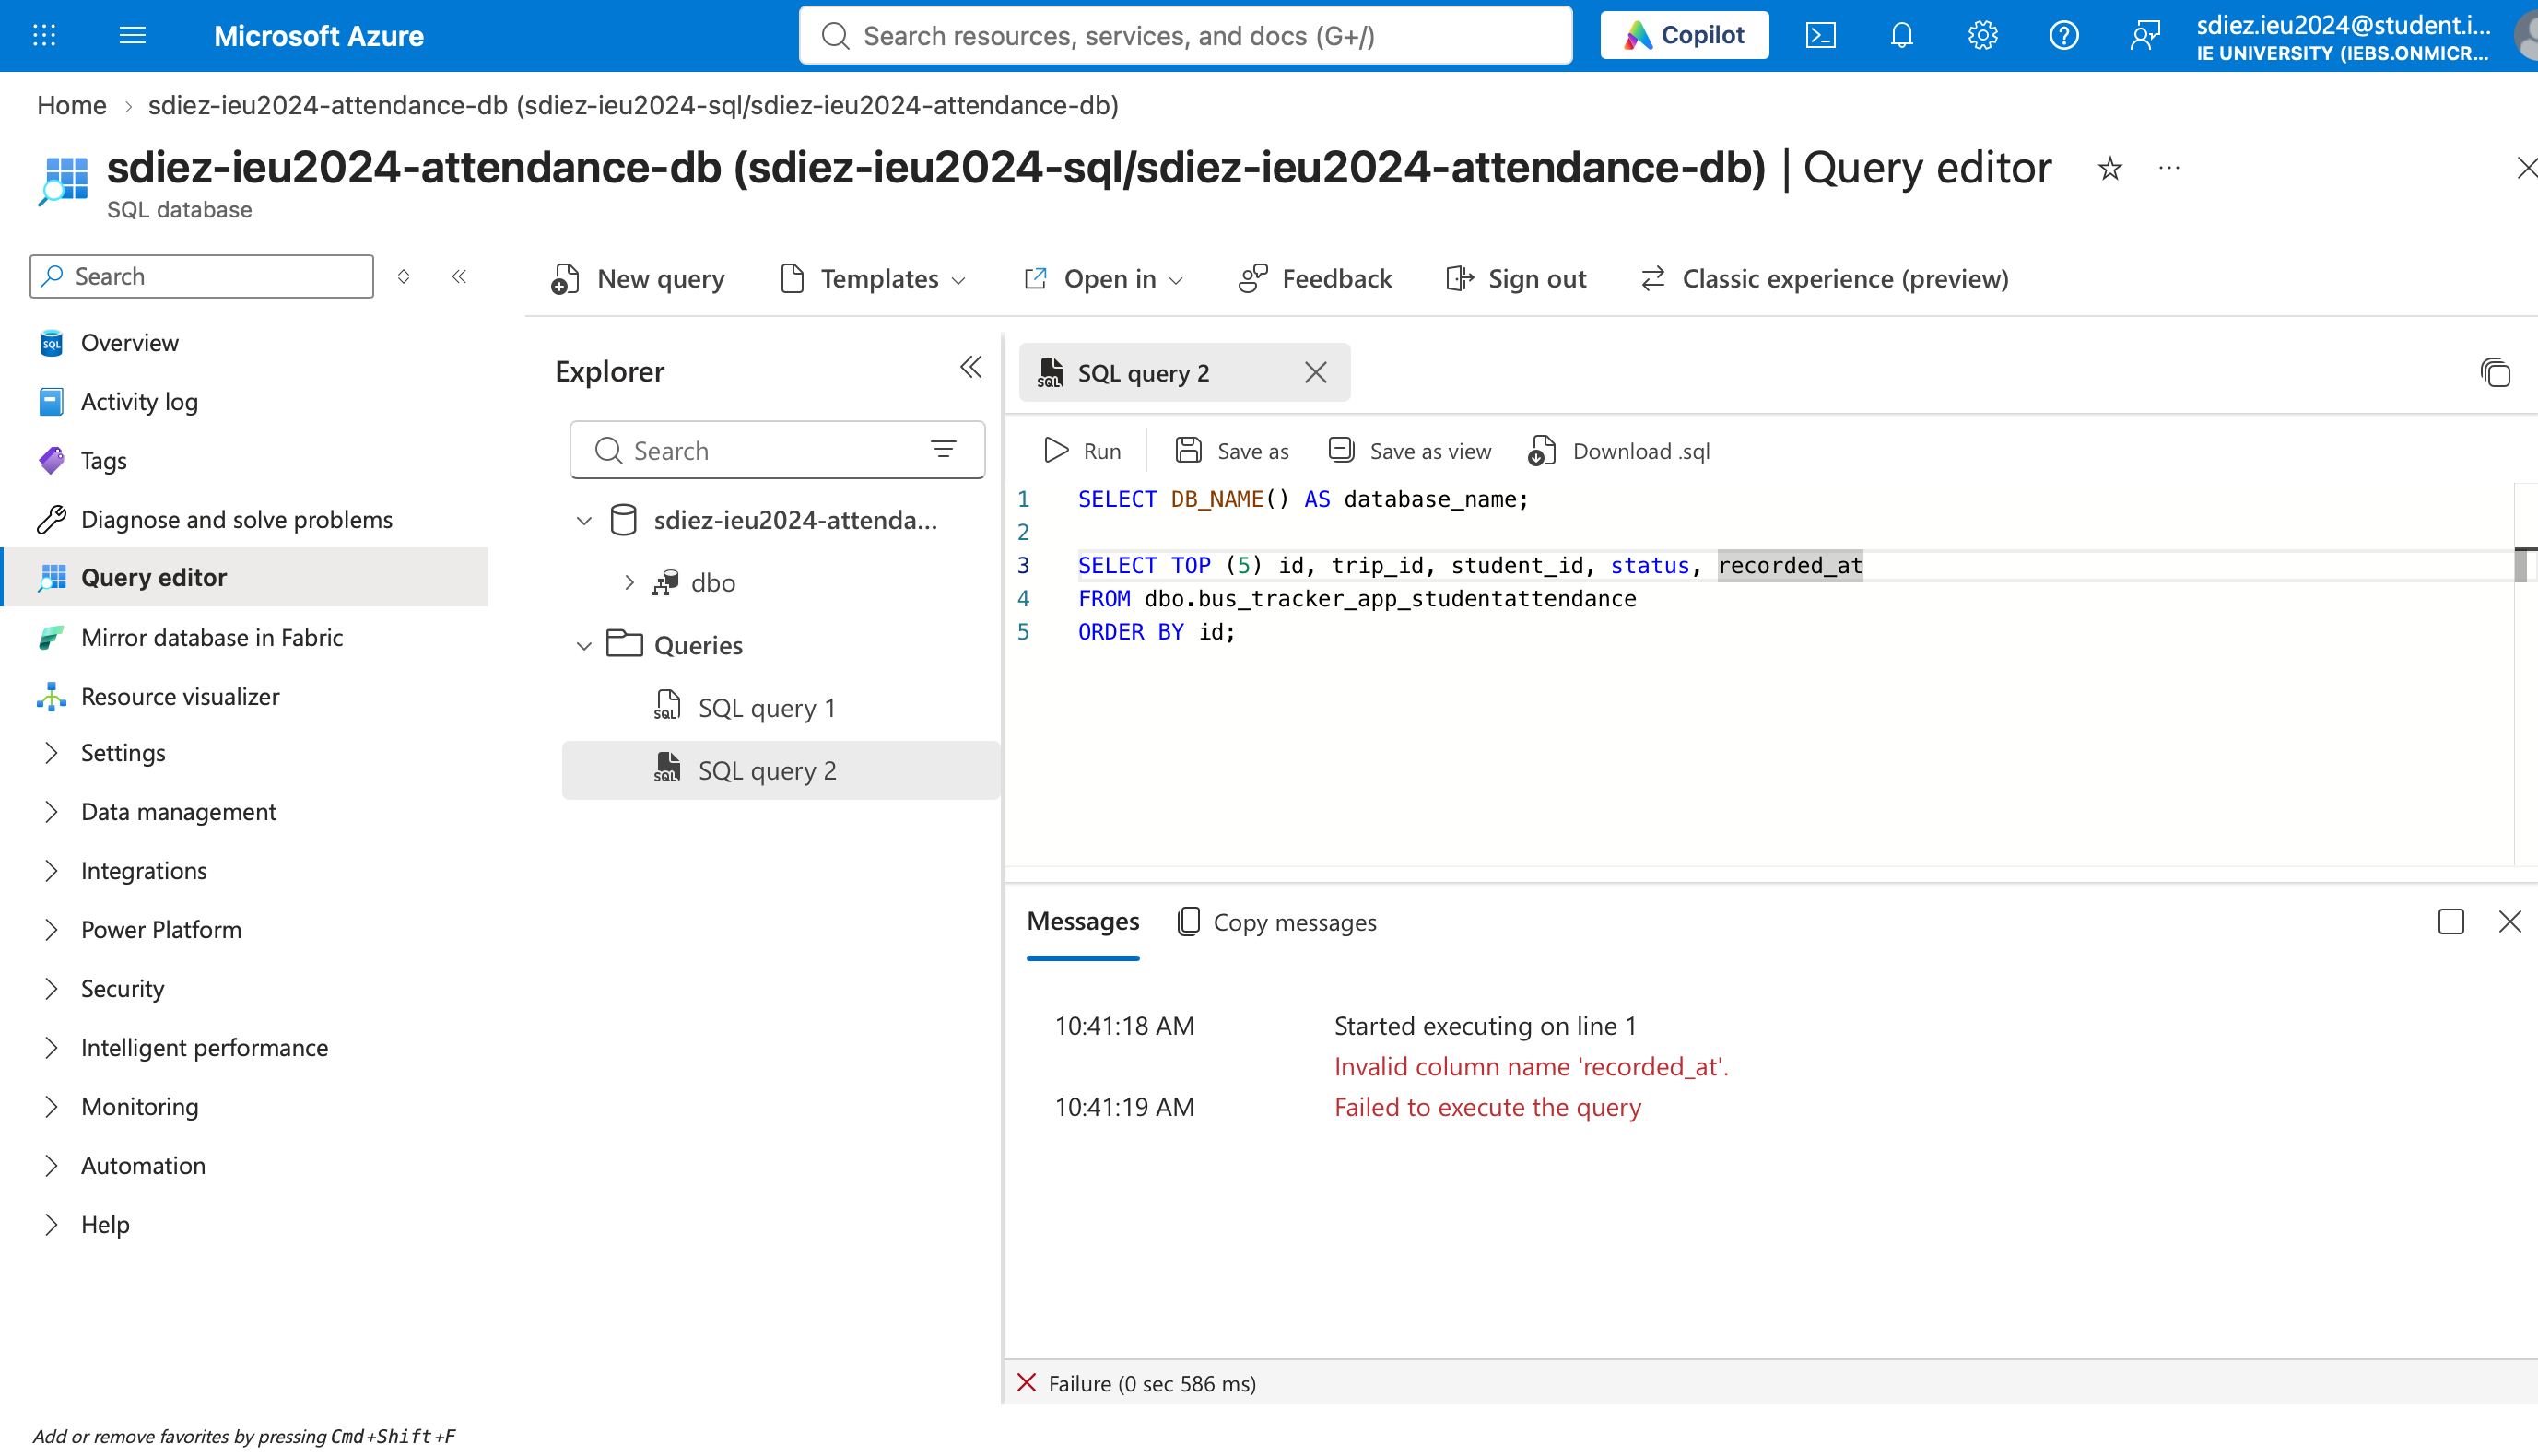 Microsoft Azure
Search resources, services, and docs (G+/)
Copilot
sdiez.ieu2024@student.i...
IE UNIVERSITY (IEBS.ONMICR...
Home > sdiez-ieu2024-attendance-db (sdiez-ieu2024-sql/sdiez-ieu2024-attendance-db)
sdiez-ieu2024-attendance-db (sdiez-ieu2024-sql/sdiez-ieu2024-attendance-db) | Query editor
SQL database
Search
Overview
Activity log
Tags
Diagnose and solve problems
Query editor
Mirror database in Fabric
Resource visualizer
Settings
Data management
Integrations
Power Platform
Security
Intelligent performance
Monitoring
Automation
Help
Add or remove favorites by pressing Cmd+Shift+F
New query
Templates
Open in
Feedback
Sign out
Classic experience (preview)
Explorer
Search
sdiez-ieu2024-attenda...
dbo
Queries
SQL query 1
SQL query 2
SQL query 2
Run
Save as
Save as view
Download .sql
1 SELECT DB_NAME() AS database_name;
2
3 SELECT TOP (5) id, trip_id, student_id, status, recorded_at
4 FROM dbo.bus_tracker_app_studentattendance
5 ORDER BY id;
Messages
Copy messages
10:41:18 AM Started executing on line 1
Invalid column name 'recorded_at'.
10:41:19 AM Failed to execute the query
Failure (0 sec 586 ms)